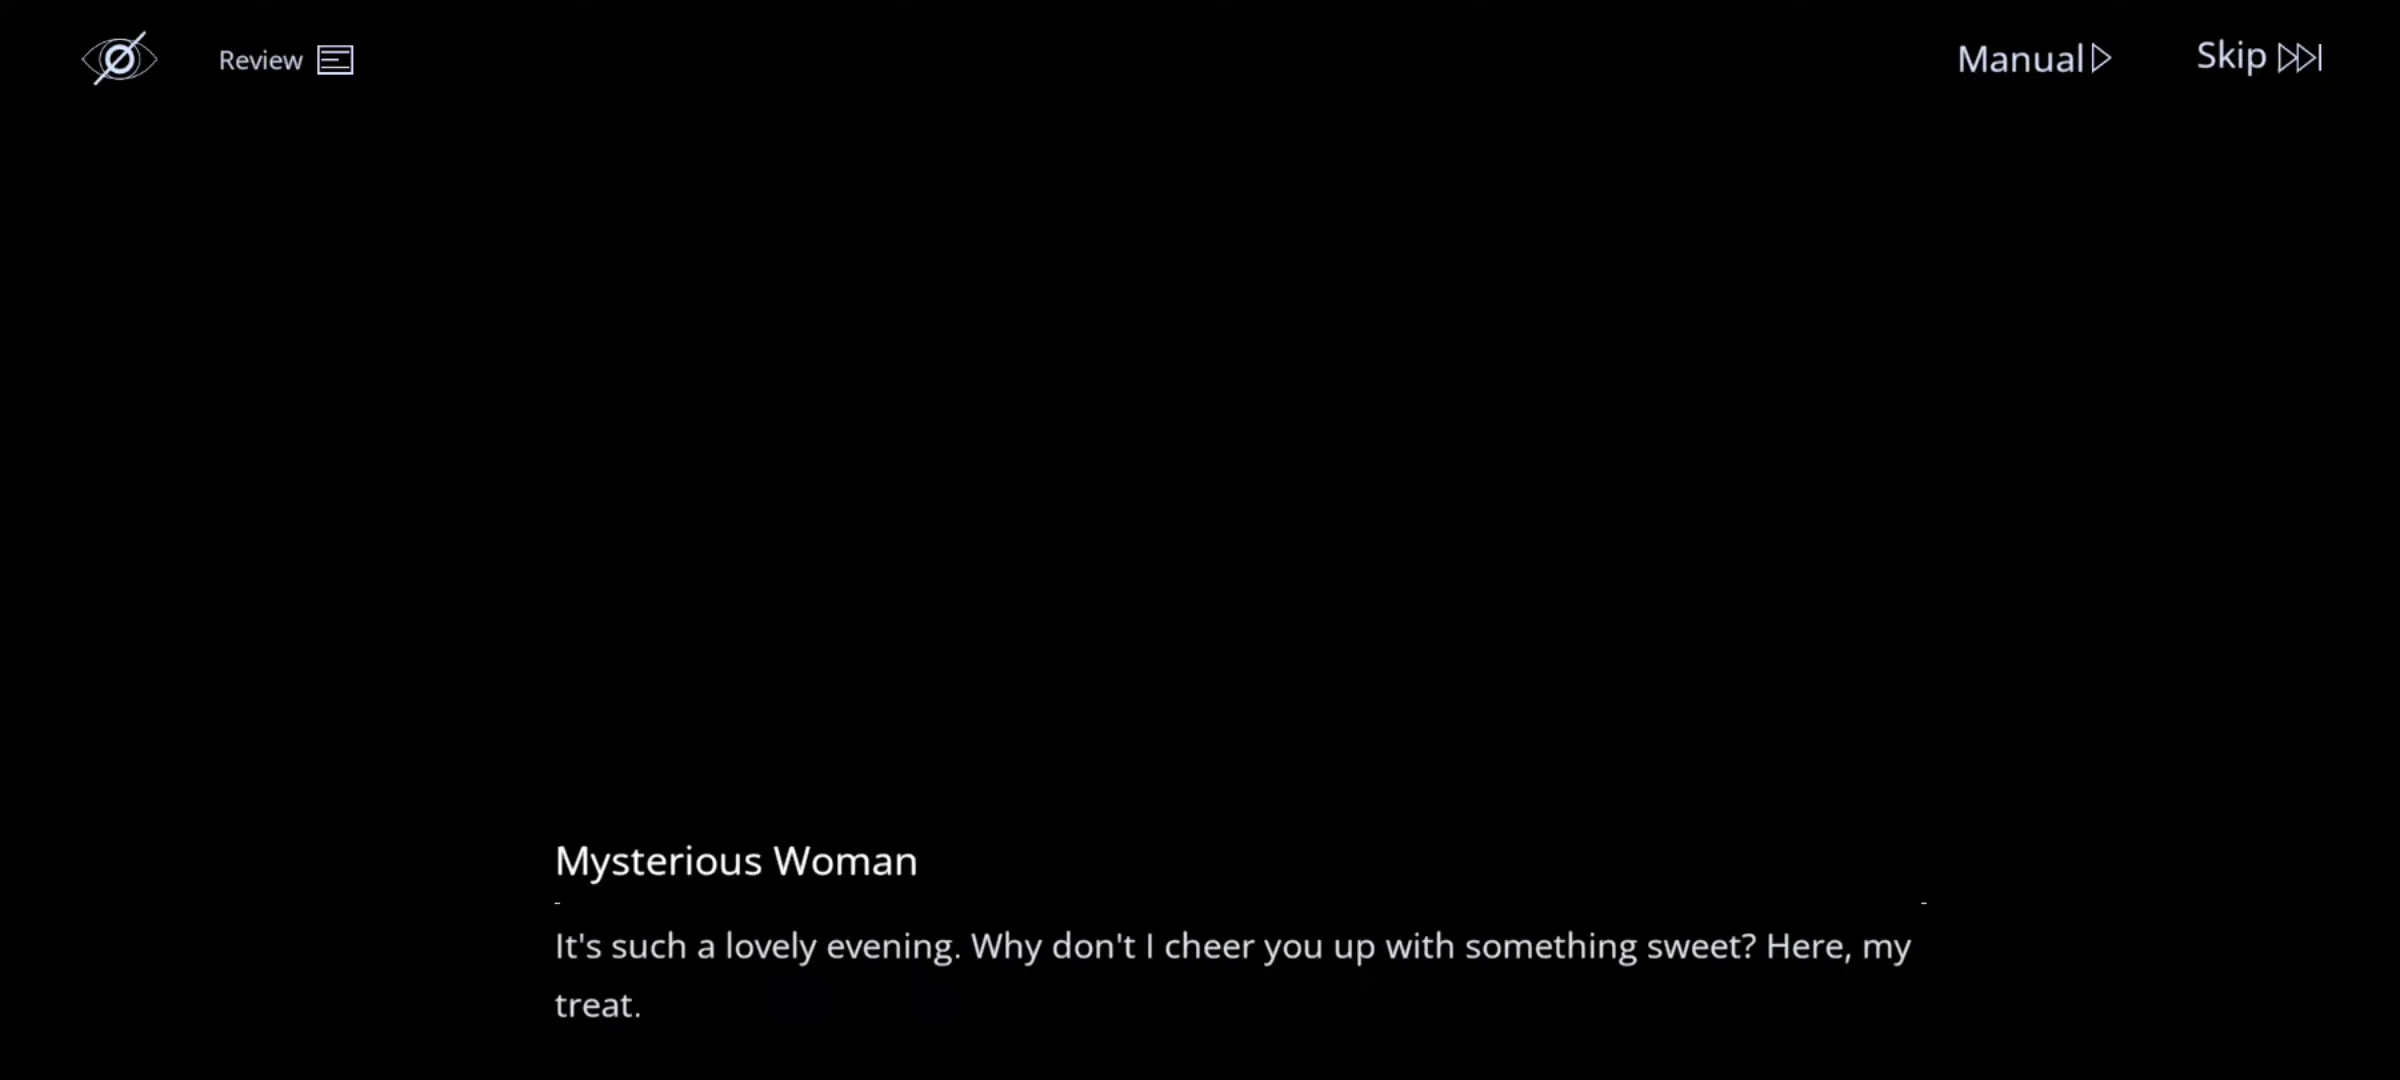 Review
Manual
Skip
Mysterious Woman
It's such a lovely evening. Why don't I cheer you up with something sweet? Here, my
treat.